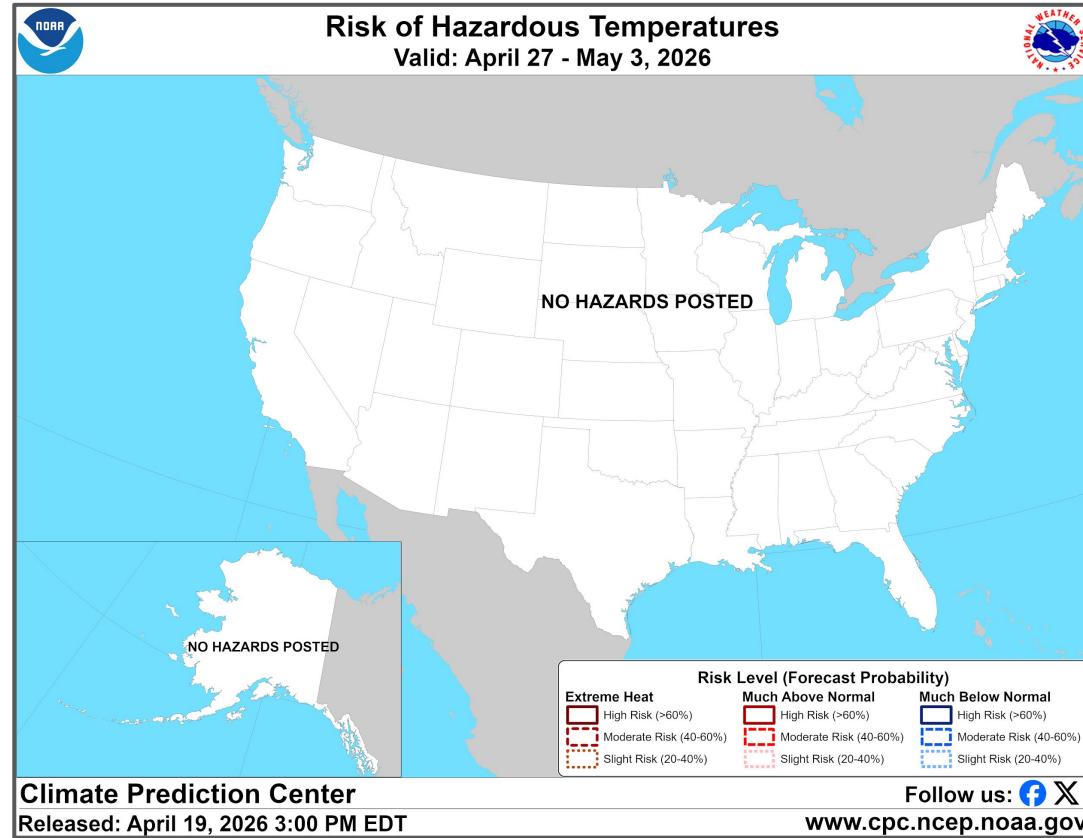 NOAA
Risk of Hazardous Temperatures
Valid: April 27 - May 3, 2026
NATIONAL WEATHER SERVICE
NO HAZARDS POSTED
NO HAZARDS POSTED
Risk Level (Forecast Probability)
Extreme Heat Much Above Normal Much Below Normal
High Risk (>60%) High Risk (>60%) High Risk (>60%)
Moderate Risk (40-60%) Moderate Risk (40-60%) Moderate Risk (40-60%)
Slight Risk (20-40%) Slight Risk (20-40%) Slight Risk (20-40%)
Climate Prediction Center Follow us:
Released: April 19, 2026 3:00 PM EDT www.cpc.ncep.noaa.gov